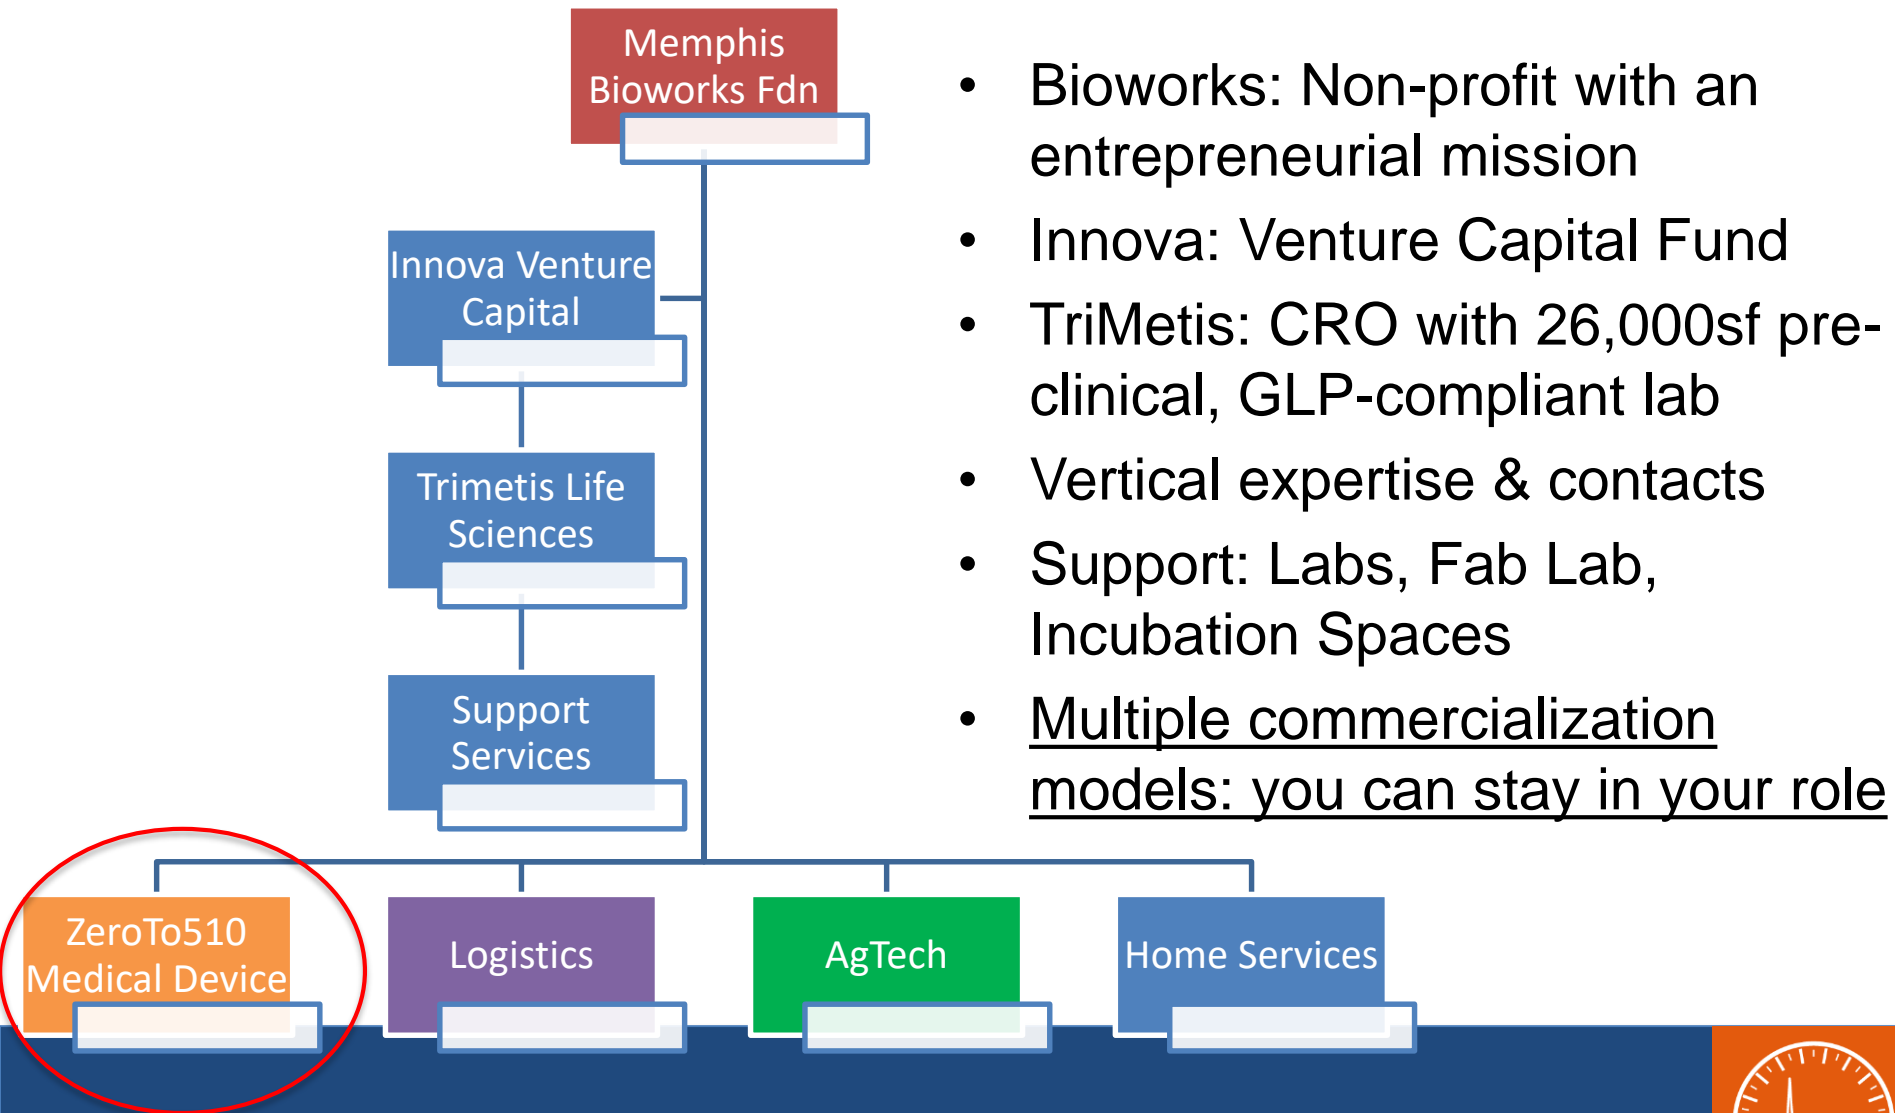 Memphis
Bioworks Fdn
Innova Venture
Capital
Trimetis Life
Sciences
Support
Services
ZeroTo510
Medical Device
Logistics
AgTech
Home Services
• Bioworks: Non-profit with an
entrepreneurial mission
• Innova: Venture Capital Fund
• TriMetis: CRO with 26,000sf pre-
clinical, GLP-compliant lab
• Vertical expertise & contacts
• Support: Labs, Fab Lab,
Incubation Spaces
• Multiple commercialization
models: you can stay in your role